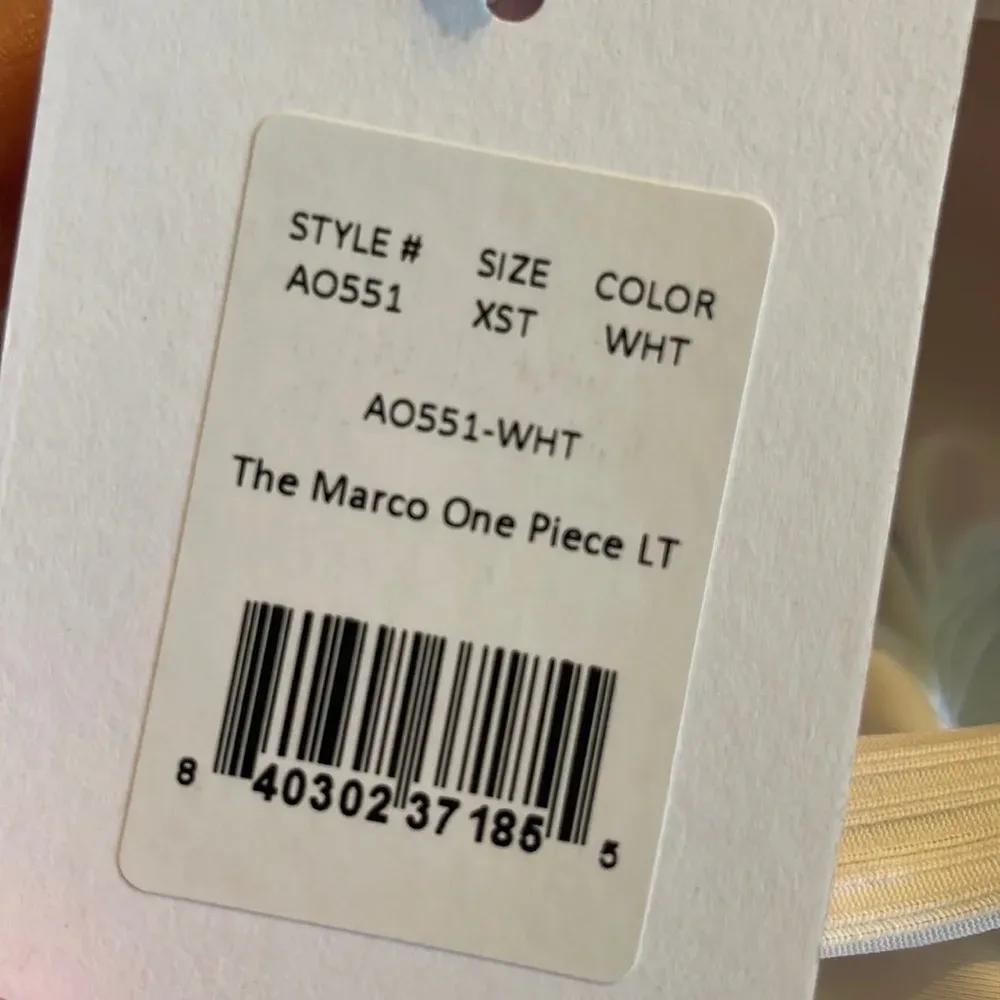 STYLE # SIZE COLOR
AO551 XST WHT
AO551-WHT
The Marco One Piece LT
8 40302 37185 5